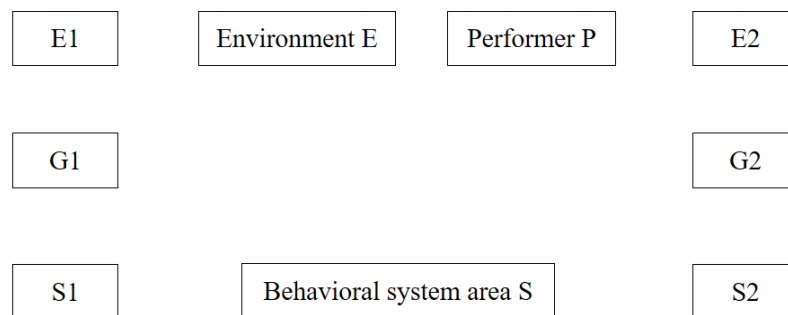 E1
Environment E
Performer P
E2
G1
G2
S1
Behavioral system area S
S2